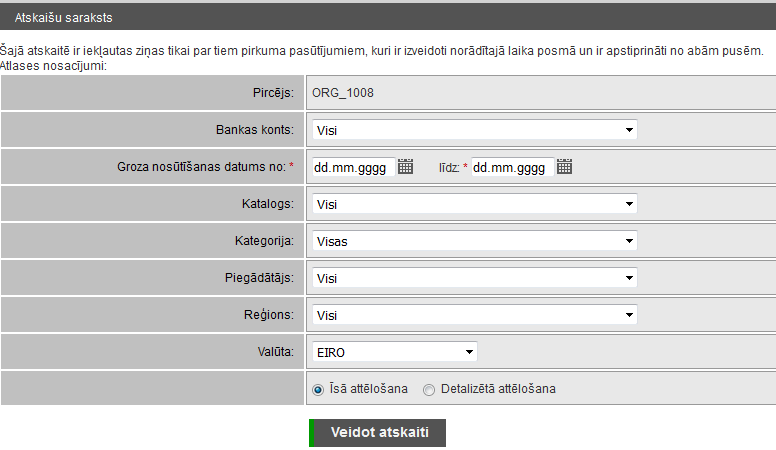 Atskaišu saraksts
Šajā atskaitē ir iekļautas ziņas tikai par tiem pirkuma pasūtījumiem, kuri ir izveidoti norādītajā laika posmā un ir apstiprināti no abām pusēm.
Atlases nosacījumi:
Pircējs: ORG_1008
Bankas konts: Visi
Groza nosūtīšanas datums no: * dd.mm.gggg līdz: * dd.mm.gggg
Katalogs: Visi
Kategorija: Visas
Piegādātājs: Visi
Reģions: Visi
Valūta: EIRO
Īsā attēlošana Detalizētā attēlošana
Veidot atskaiti